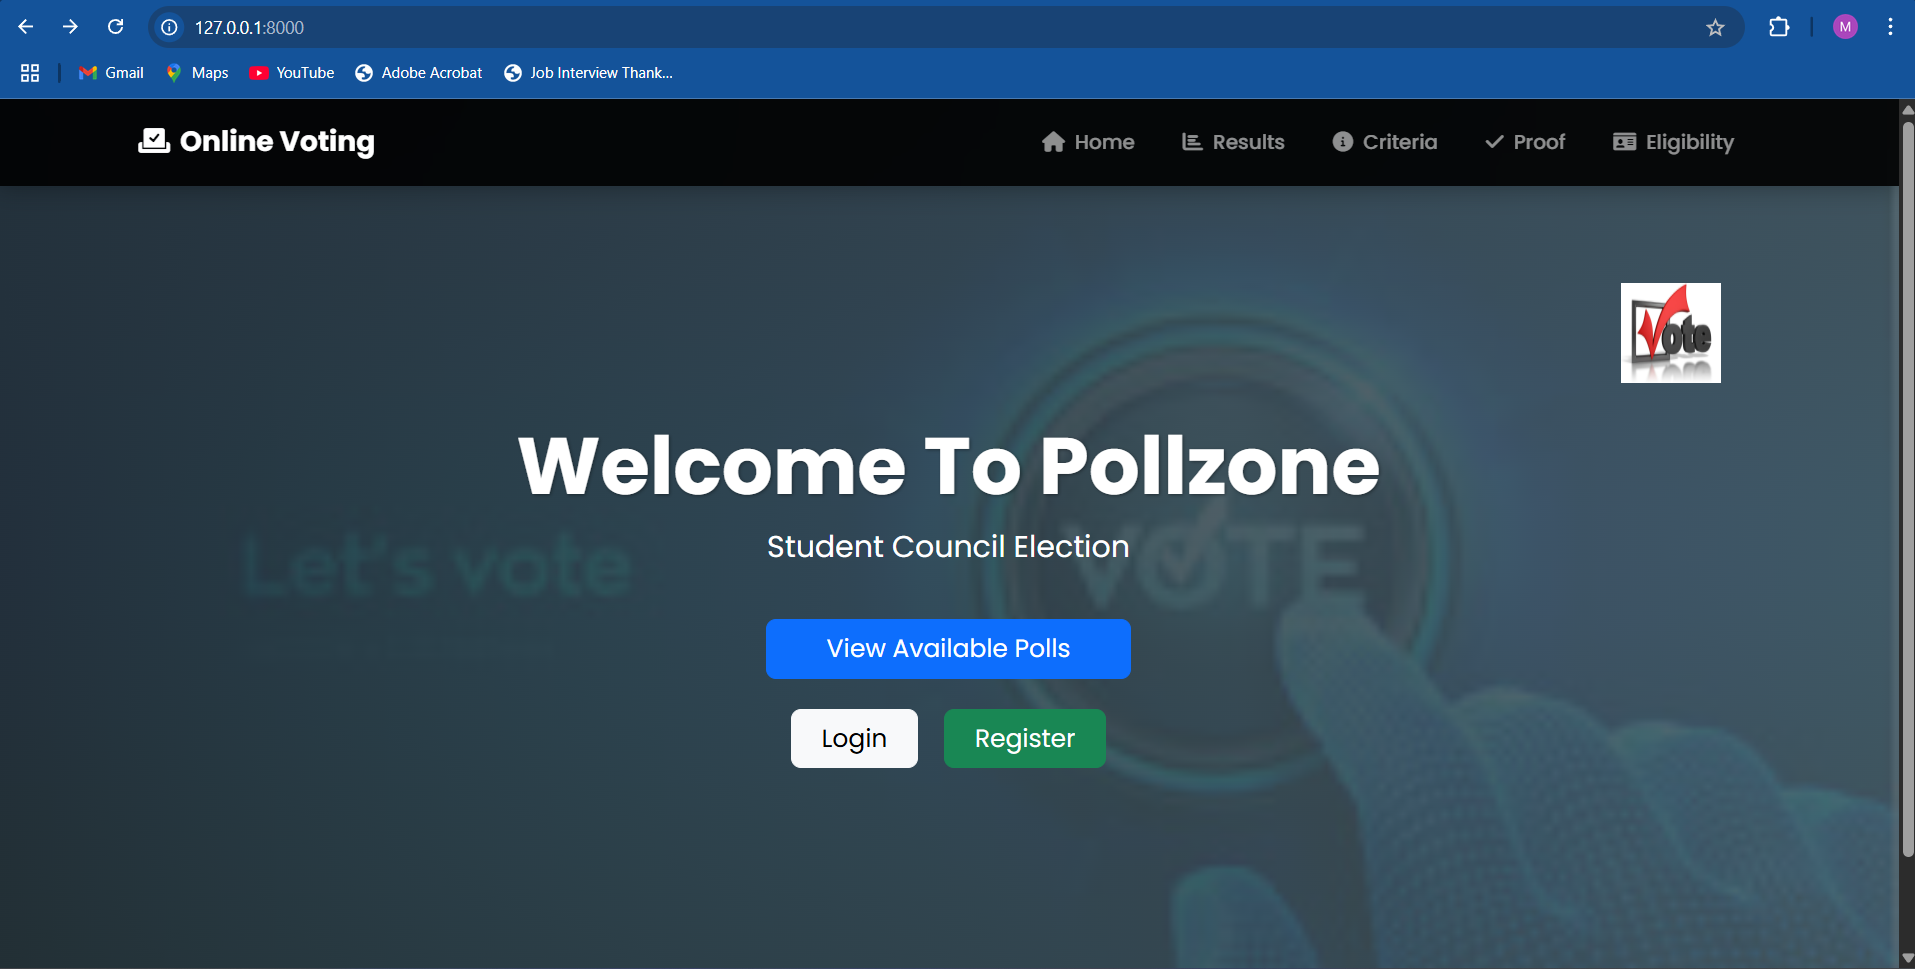 127.0.0.1:8000
M
Gmail Maps YouTube Adobe Acrobat Job Interview Thank...
Online Voting Home Results Criteria Proof Eligibility
Vote
Welcome To Pollzone
Student Council Election
Let's vote
VOTE
View Available Polls
Login Register